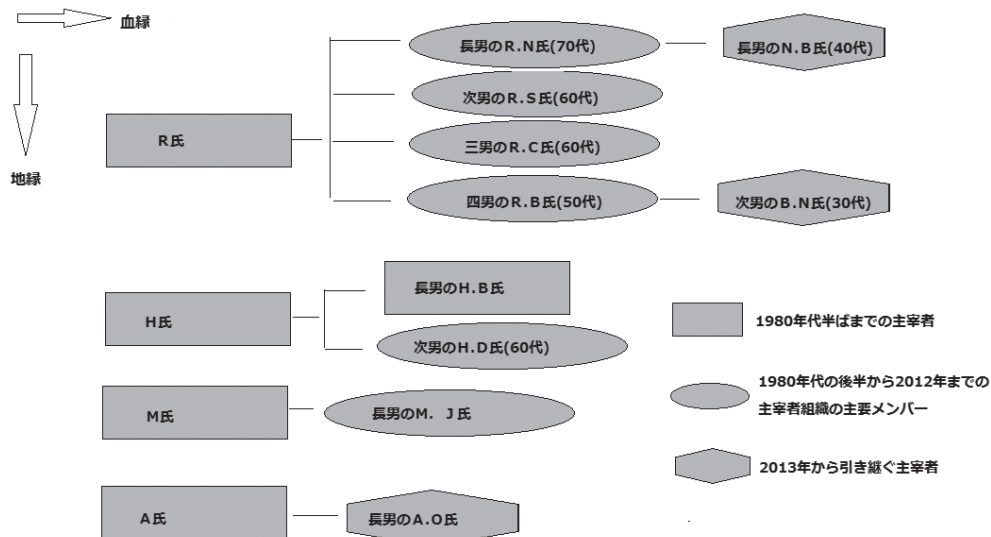 血縁
地縁
R氏
長男のR.N氏(70代)
長男のN.B氏(40代)
次男のR.S氏(60代)
三男のR.C氏(60代)
四男のR.B氏(50代)
次男のB.N氏(30代)
H氏
長男のH.B氏
次男のH.D氏(60代)
M氏
長男のM．J氏
A氏
長男のA.O氏
1980年代半ばまでの主宰者
1980年代の後半から2012年までの
主宰者組織の主要メンバー
2013年から引き継ぐ主宰者